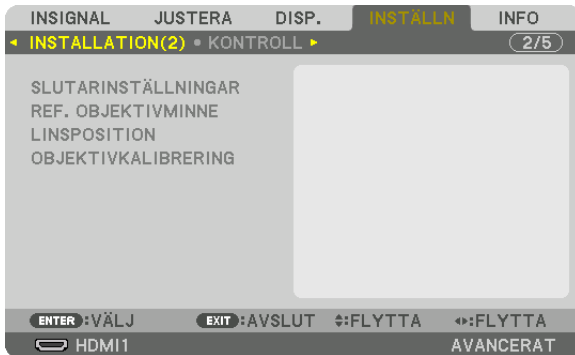 INSIGNAL JUSTERA DISP. INSTÄLLN INFO
INSTALLATION(2) • KONTROLL 2/5
SLUTARINSTÄLLNINGAR
REF. OBJEKTIVMINNE
LINSPOSITION
OBJEKTIVKALIBRERING
ENTER :VÄLJ EXIT :AVSLUT :FLYTTA :FLYTTA
HDMI1 AVANCERAT